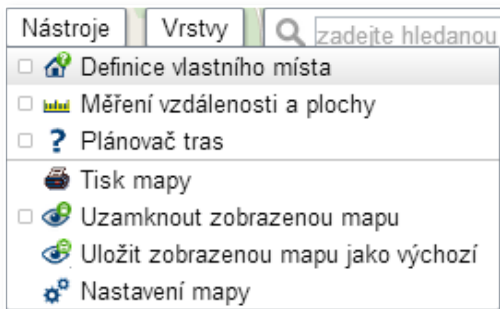 Nástroje Vrstvy zadejte hledanou
Definice vlastního místa
Měření vzdálenosti a plochy
Plánovač tras
Tisk mapy
Uzamknout zobrazenou mapu
Uložit zobrazenou mapu jako výchozí
Nastavení mapy